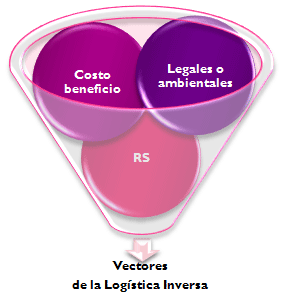 Costo
beneficio
Legales o
ambientales
RS
Vectores
de la Logística Inversa